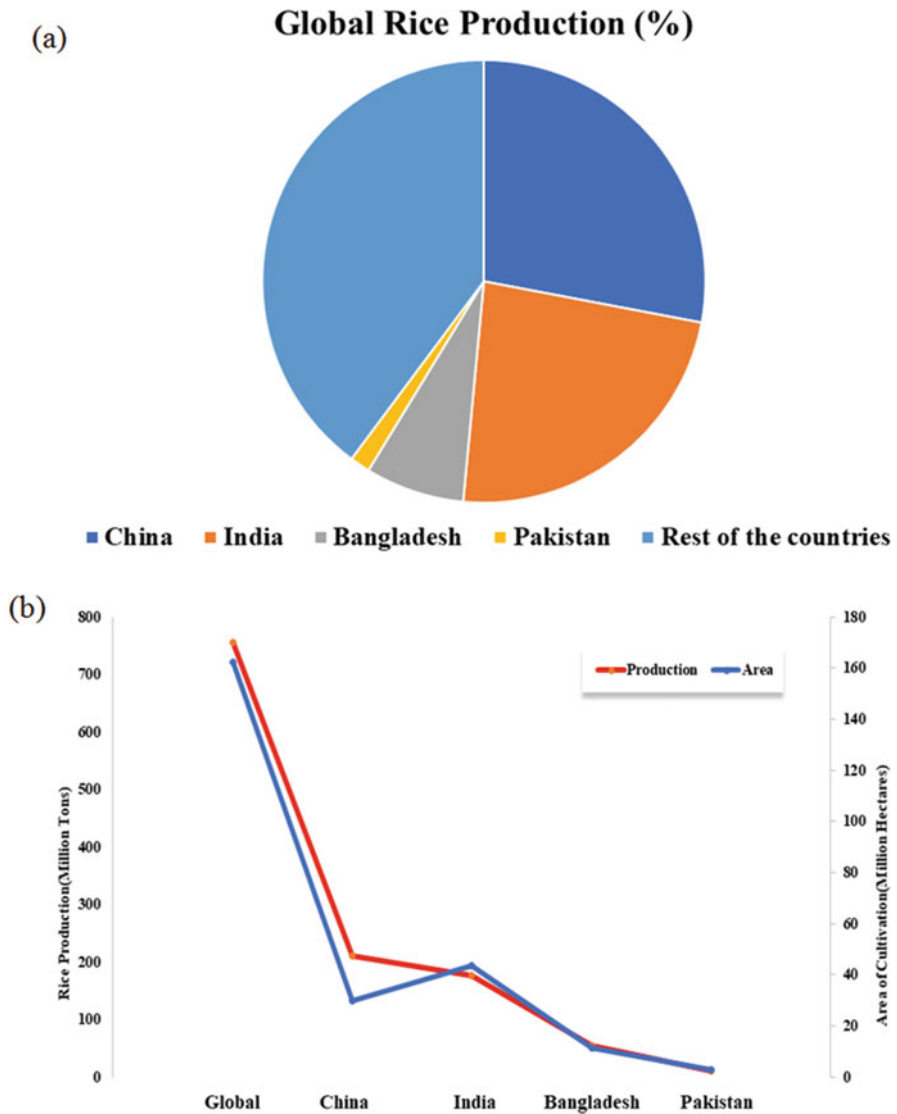 (a)
Global Rice Production (%)
China India Bangladesh Pakistan Rest of the countries
(b)
Rice Production(Million Tons)
800
700
600
500
400
300
200
100
0
Production Area
180
160
140
120
100
80
60
40
20
0
Area of Cultivation(Million Hectares)
Global China India Bangladesh Pakistan